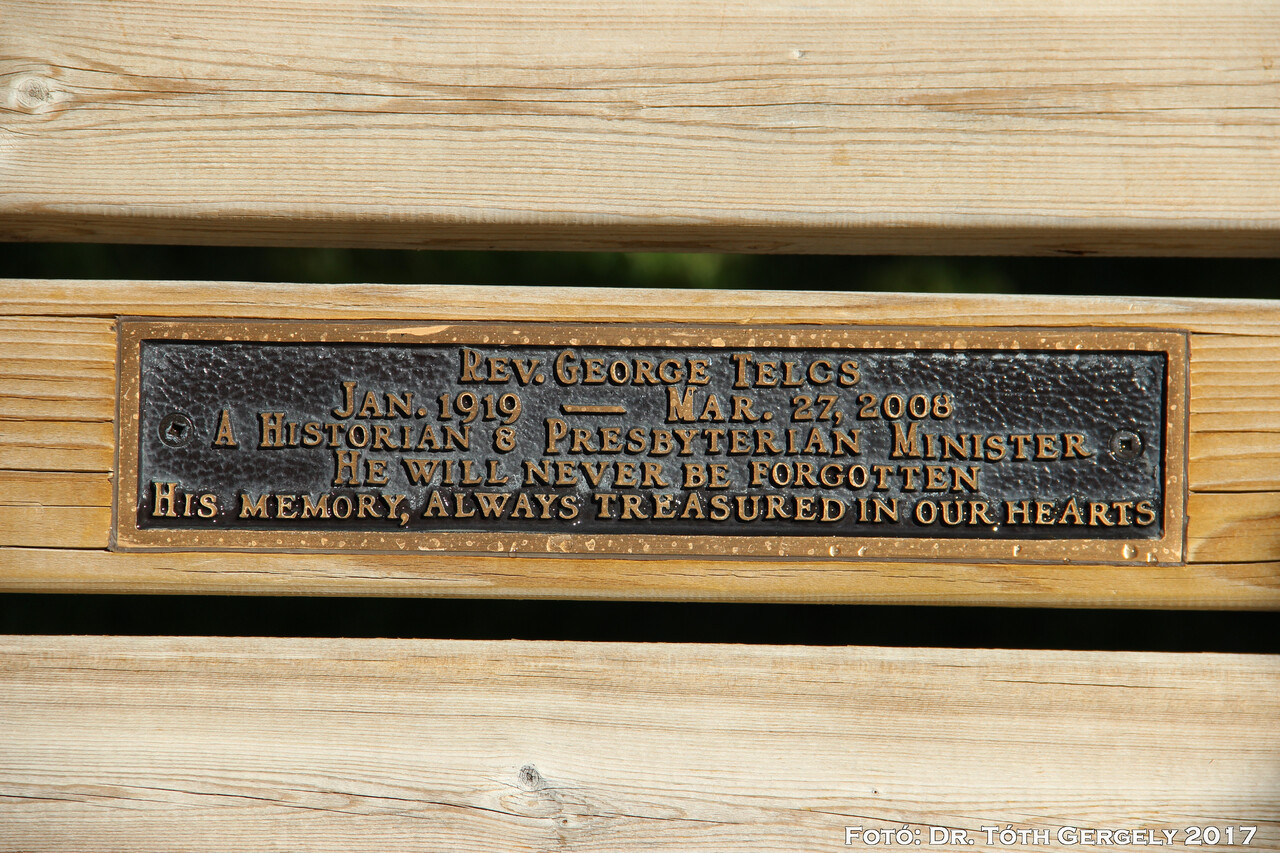 Rev. George Telcs
Jan. 1919 — Mar. 27, 2008
A Historian & Presbyterian Minister
He will never be forgotten
His memory, always treasured in our hearts
Fotó: Dr. Tóth Gergely 2017